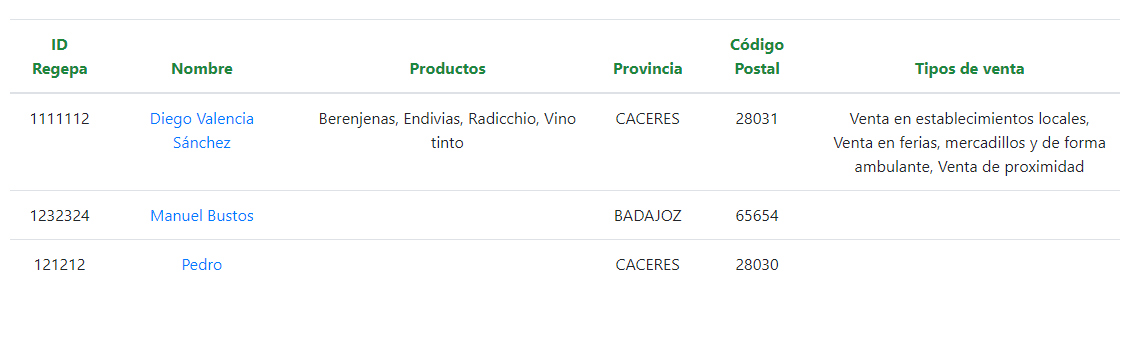 ID Regepa Nombre Productos Provincia Código Postal Tipos de venta
1111112 Diego Valencia Sánchez Berenjenas, Endivias, Radicchio, Vino tinto CACERES 28031 Venta en establecimientos locales, Venta en ferias, mercadillos y de forma ambulante, Venta de proximidad
1232324 Manuel Bustos BADAJOZ 65654
121212 Pedro CACERES 28030